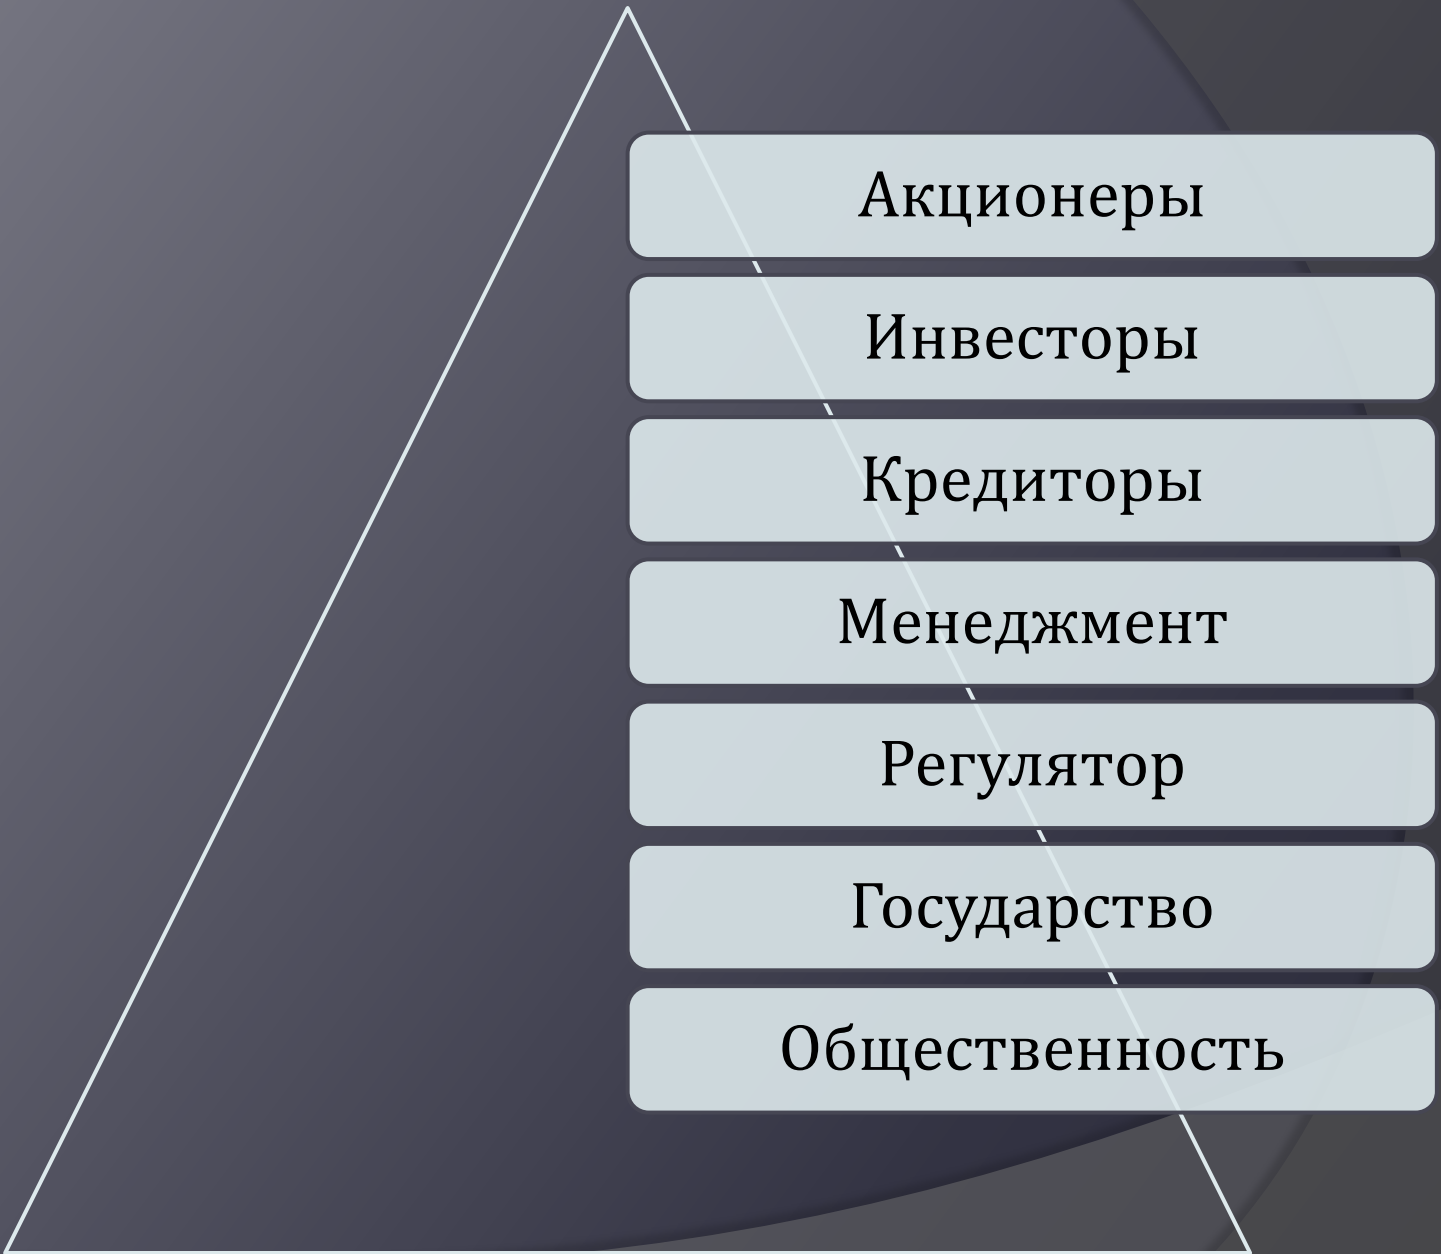 Акционеры
Инвесторы
Кредиторы
Менеджмент
Регулятор
Государство
Общественность